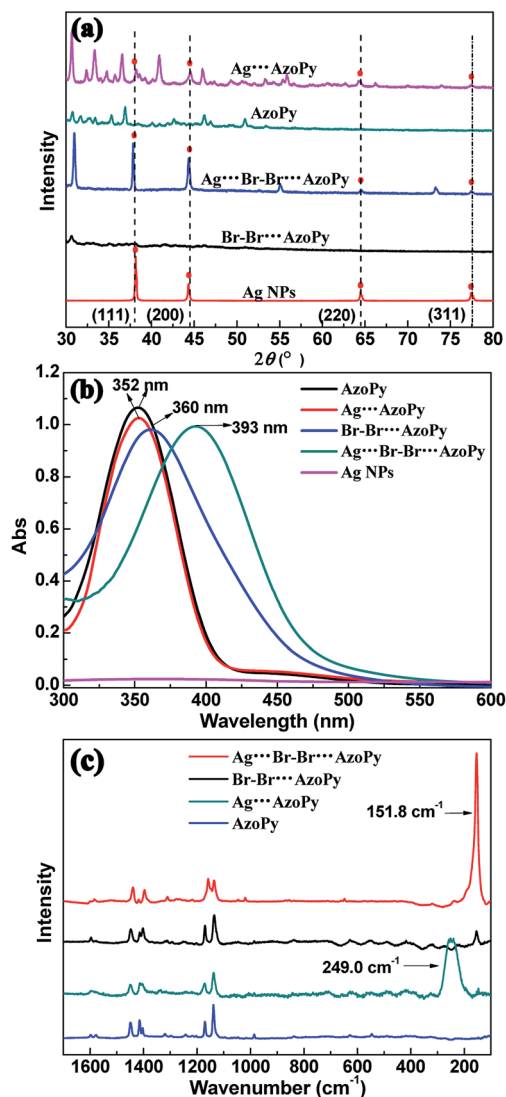 (a)
Ag•••AzoPy
AzoPy
Ag•••Br-Br•••AzoPy
Br-Br•••AzoPy
Ag NPs
(111) (200) (220) (311)
Intensity
30 35 40 45 50 55 60 65 70 75 80
2θ(°)
(b)
352 nm
360 nm
393 nm
AzoPy
Ag•••AzoPy
Br-Br•••AzoPy
Ag•••Br-Br•••AzoPy
Ag NPs
Abs
1.2
1.0
0.8
0.6
0.4
0.2
0.0
300 350 400 450 500 550 600
Wavelength (nm)
(c)
Ag•••Br-Br•••AzoPy
Br-Br•••AzoPy
Ag•••AzoPy
AzoPy
151.8 cm⁻¹
249.0 cm⁻¹
Intensity
1600 1400 1200 1000 800 600 400 200
Wavenumber (cm⁻¹)